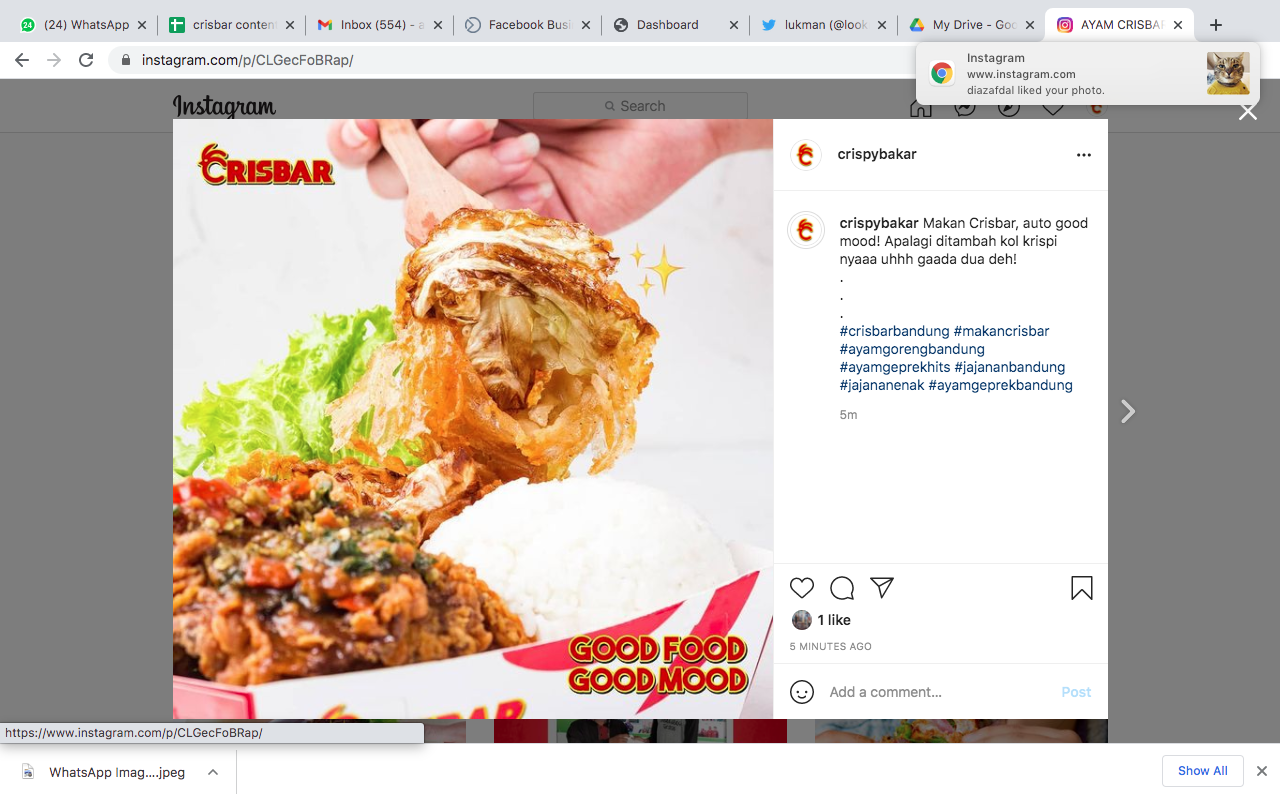 (24) WhatsApp
crisbar conten
Inbox (554) - a
Facebook Busi
Dashboard
lukman (@look
My Drive - Goo
AYAM CRISBAR
instagram.com/p/CLGecFoBRap/
Instagram
www.instagram.com
diazafdal liked your photo.
Instagram
Search
CRISBAR
GOOD FOOD
GOOD MOOD
crispybakar
crispybakar Makan Crisbar, auto good
mood! Apalagi ditambah kol krispi
nyaaa uhhh gaada dua deh!
.
.
.
#crisbarbandung #makancrisbar
#ayamgorengbandung
#ayamgeprekhits #jajananbandung
#jajananenak #ayamgeprekbandung
5m
1 like
5 MINUTES AGO
Add a comment...
Post
https://www.instagram.com/p/CLGecFoBRap/
WhatsApp Imag....jpeg
Show All